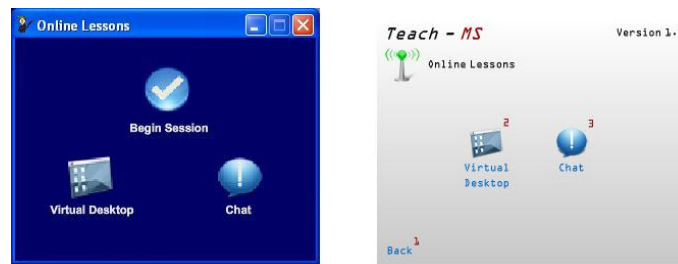 Online Lessons
Begin Session
Virtual Desktop
Chat
Teach - MS
Version 1.
Online Lessons
2
3
Virtual
Desktop
Chat
1
Back